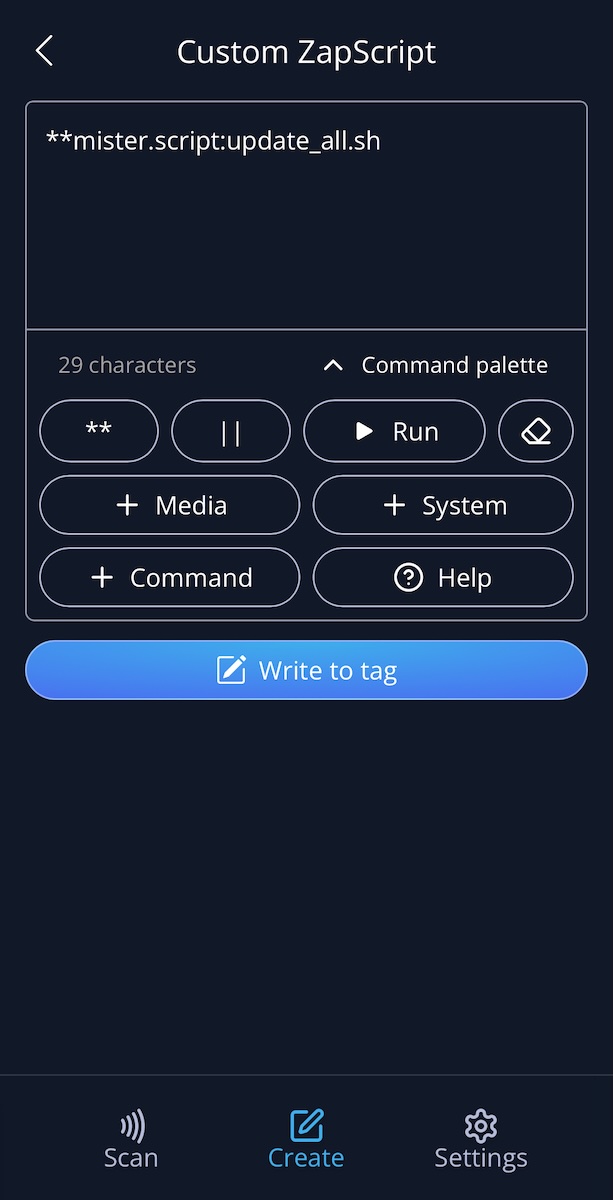 Custom ZapScript
**mister.script:update_all.sh
29 characters
Command palette
**
||
Run
+ Media
+ System
+ Command
Help
Write to tag
Scan
Create
Settings